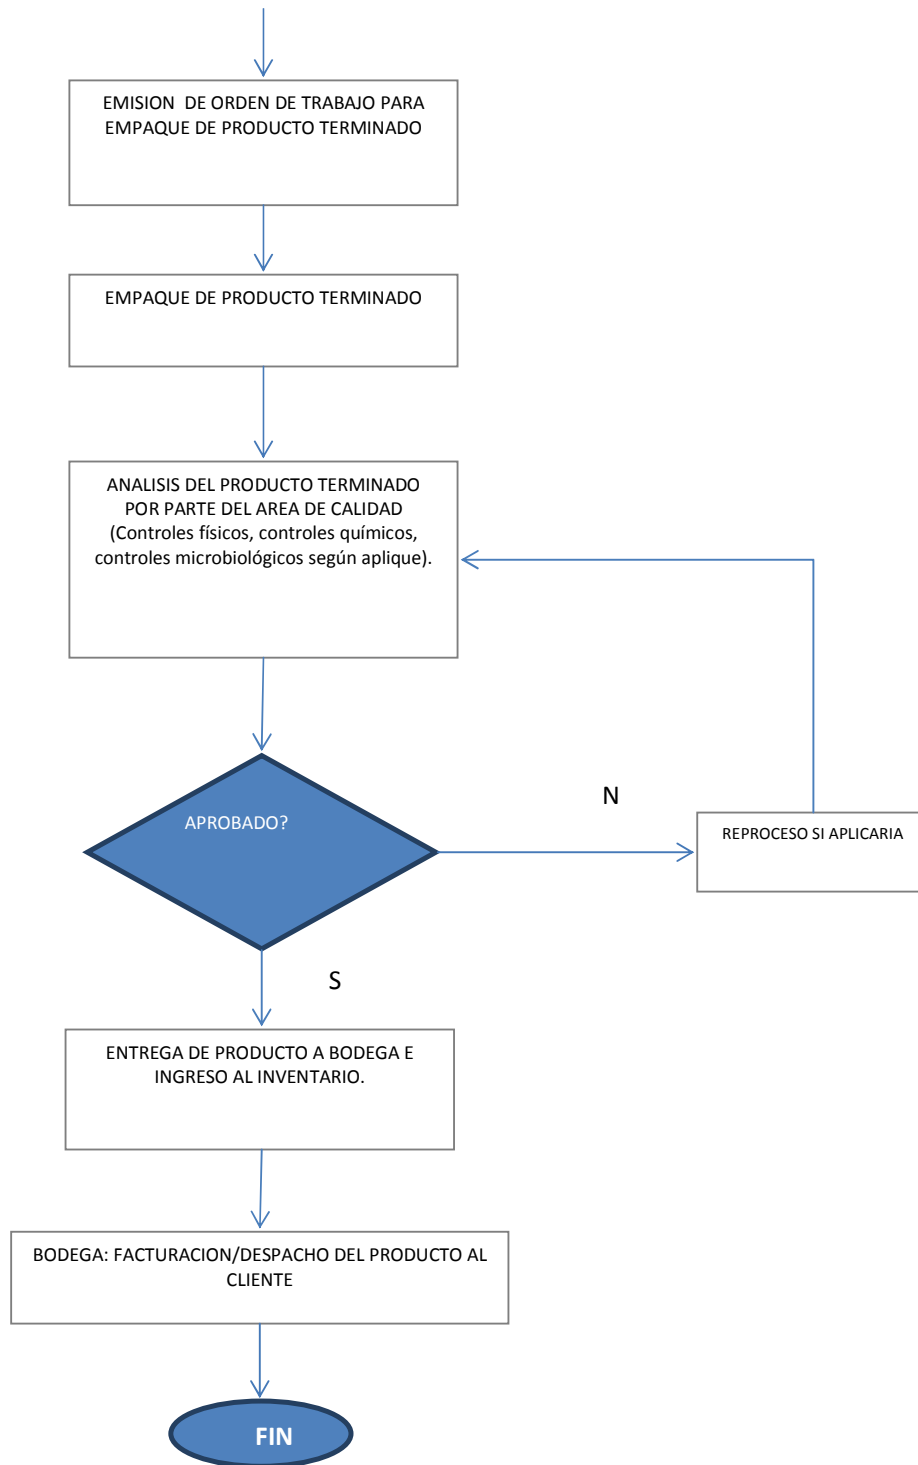 EMISION  DE ORDEN DE TRABAJO PARA
EMPAQUE DE PRODUCTO TERMINADO
EMPAQUE DE PRODUCTO TERMINADO
ANALISIS DEL PRODUCTO TERMINADO
POR PARTE DEL AREA DE CALIDAD
(Controles físicos, controles químicos,
controles microbiológicos según aplique).
APROBADO?
N
REPROCESO SI APLICARIA
S
ENTREGA DE PRODUCTO A BODEGA E
INGRESO AL INVENTARIO.
BODEGA: FACTURACION/DESPACHO DEL PRODUCTO AL
CLIENTE
FIN